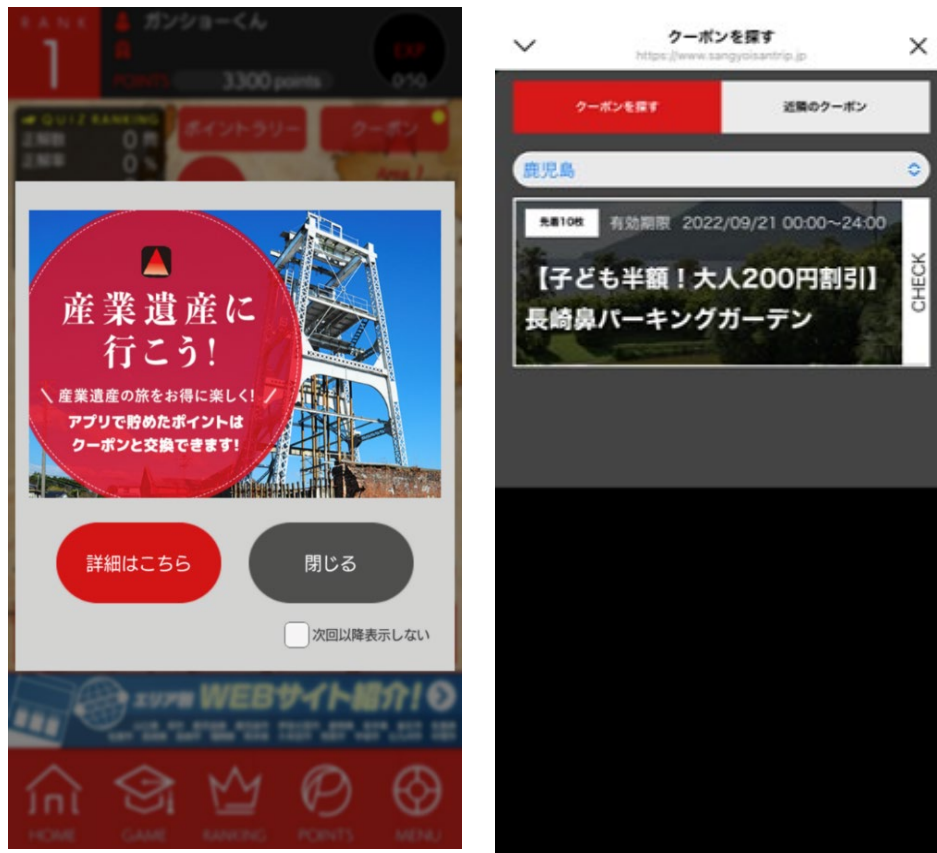 RANK
1
ガンショーくん
EXP
POINTS
3300 points
0/50
QUIZ RANKING
正解数 0 問
正解率 0 %
ポイントラリー
クーポン
産業遺産に
行こう!
\ 産業遺産の旅をお得に楽しく! /
アプリで貯めたポイントは
クーポンと交換できます!
詳細はこちら
閉じる
次回以降表示しない
エリア別 WEBサイト紹介!
HOME
GAME
RANKING
POINTS
MENU
クーポンを探す
https://www.sangyoisantrip.jp
クーポンを探す
近隣のクーポン
鹿児島
先着10枚
有効期限 2022/09/21 00:00~24:00
【子ども半額!大人200円割引】
長崎鼻パーキングガーデン
CHECK